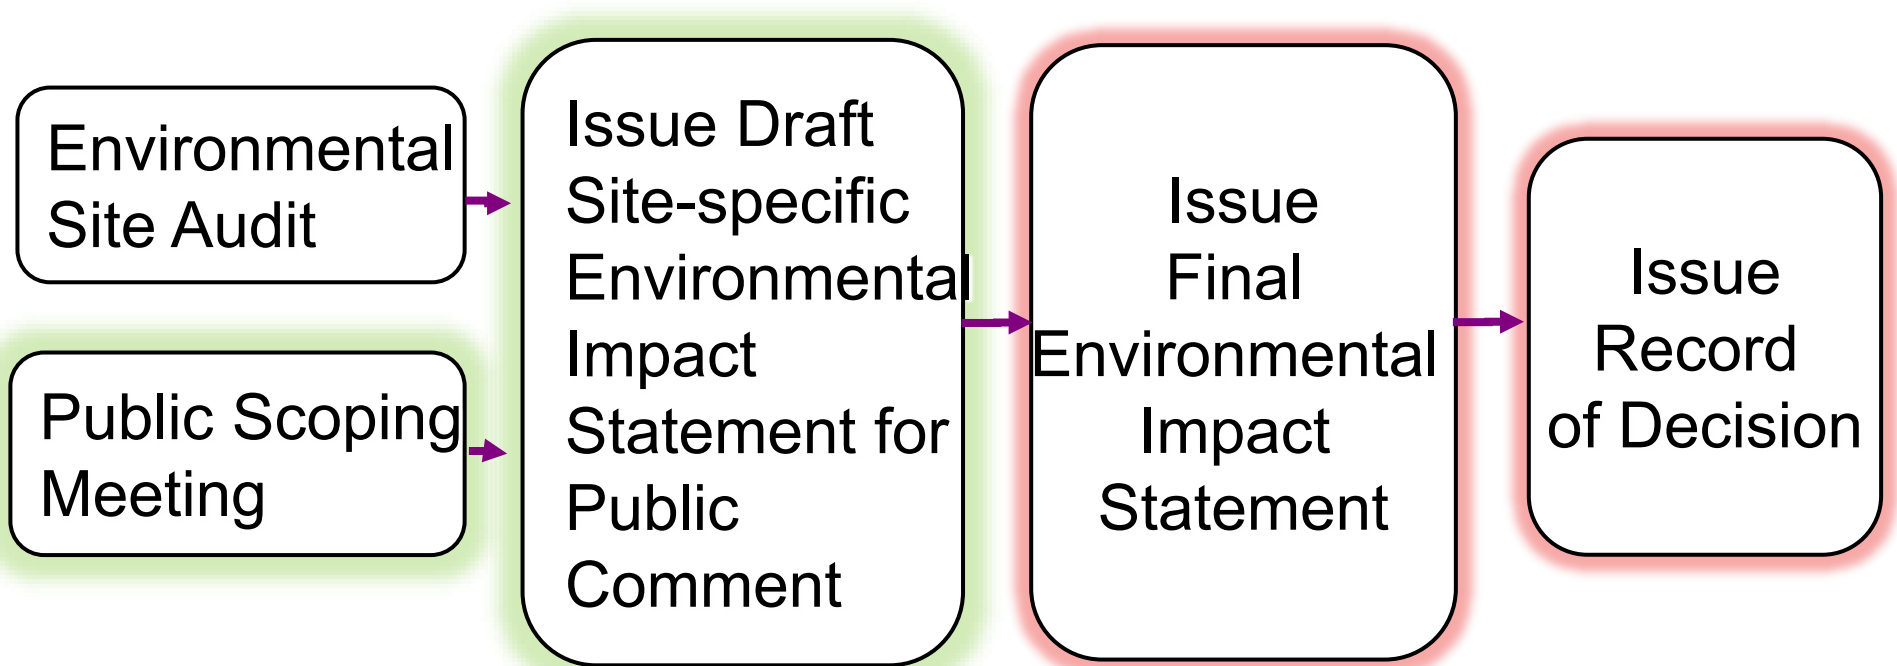 Environmental
Site Audit
Public Scoping
Meeting
Issue Draft
Site-specific
Environmental
Impact
Statement for
Public
Comment
Issue
Final
Environmental
Impact
Statement
Issue
Record
of Decision